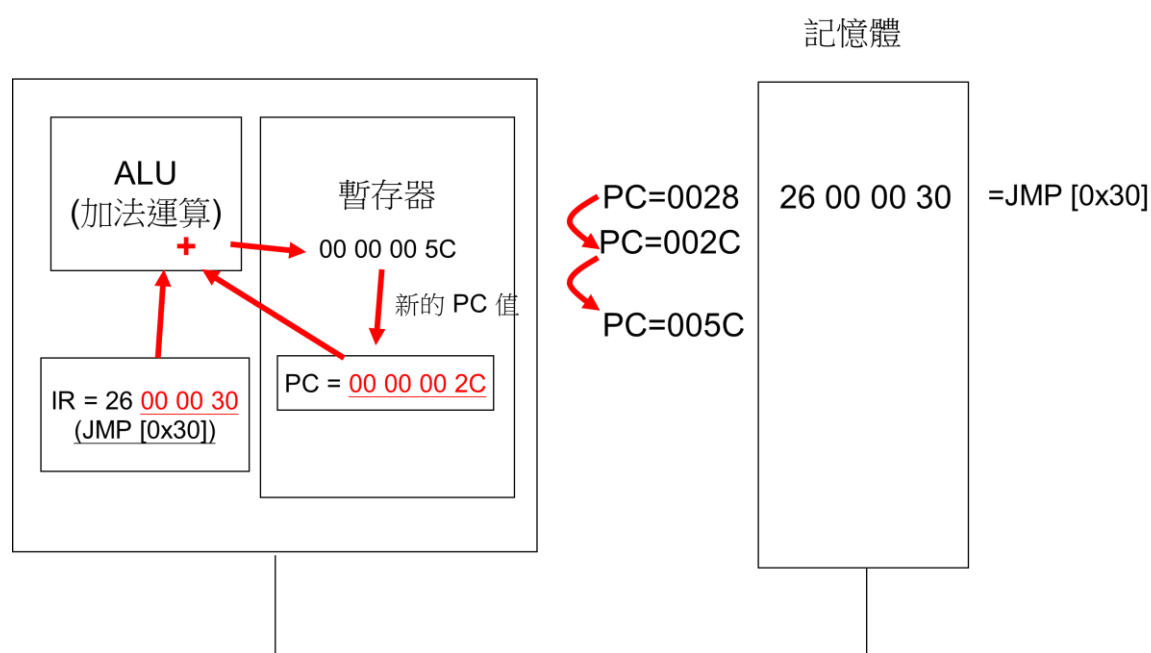 記憶體
ALU
(加法運算)
+
暫存器
00 00 00 5C
新的 PC 值
PC = 00 00 00 2C
IR = 26 00 00 30
(JMP [0x30])
PC=0028
26 00 00 30
=JMP [0x30]
PC=002C
PC=005C